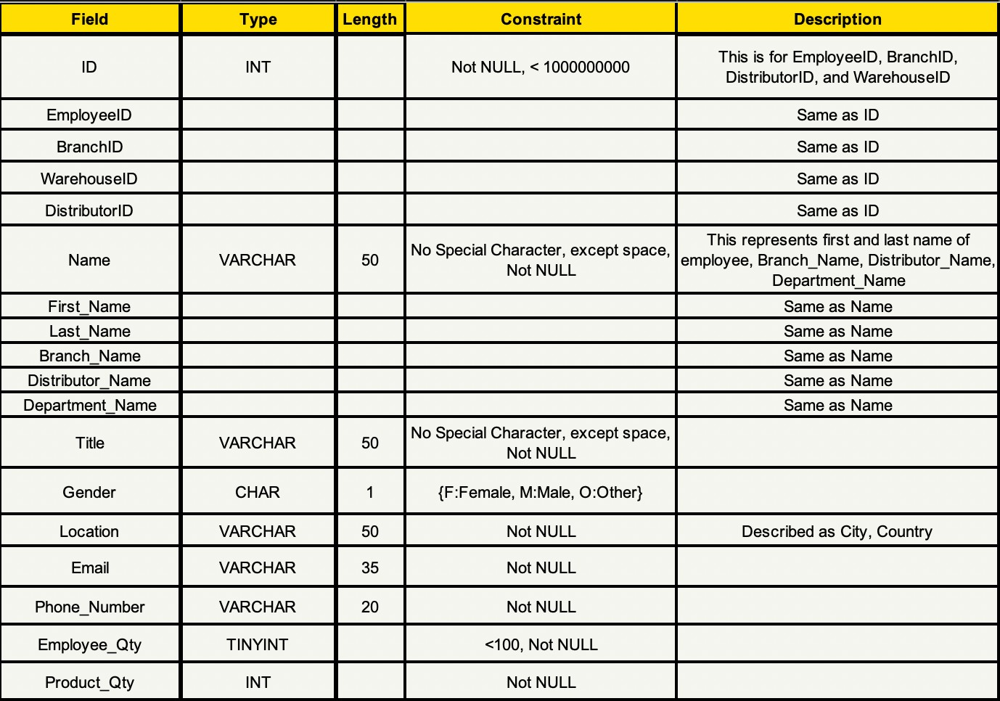 Field Type Length Constraint Description
ID INT Not NULL, < 1000000000 This is for EmployeeID, BranchID,
DistributorID, and WarehouseID
EmployeeID Same as ID
BranchID Same as ID
WarehouseID Same as ID
DistributorID Same as ID
Name VARCHAR 50 No Special Character, except space,
Not NULL
This represents first and last name of
employee, Branch_Name, Distributor_Name,
Department_Name
First_Name Same as Name
Last_Name Same as Name
Branch_Name Same as Name
Distributor_Name Same as Name
Department_Name Same as Name
Title VARCHAR 50 No Special Character, except space,
Not NULL
Gender CHAR 1 {F:Female, M:Male, O:Other}
Location VARCHAR 50 Not NULL Described as City, Country
Email VARCHAR 35 Not NULL
Phone_Number VARCHAR 20 Not NULL
Employee_Qty TINYINT <100, Not NULL
Product_Qty INT Not NULL